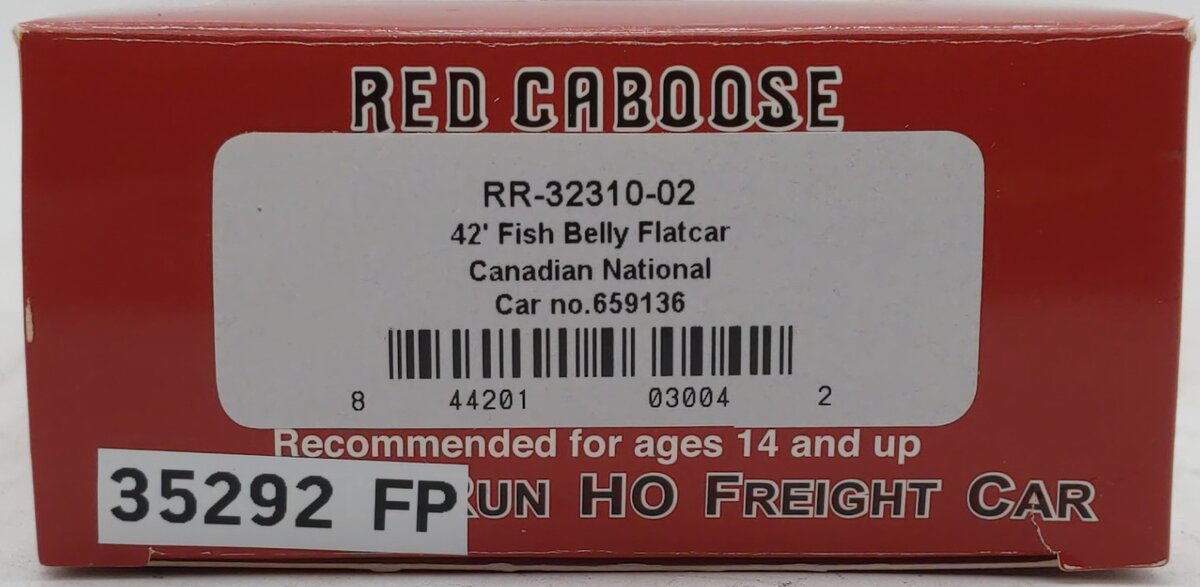 RED CABOOSE
RR-32310-02
42' Fish Belly Flatcar
Canadian National
Car no.659136
8 44201 03004 2
Recommended for ages 14 and up
35292 FP
RUN HO FREIGHT CAR